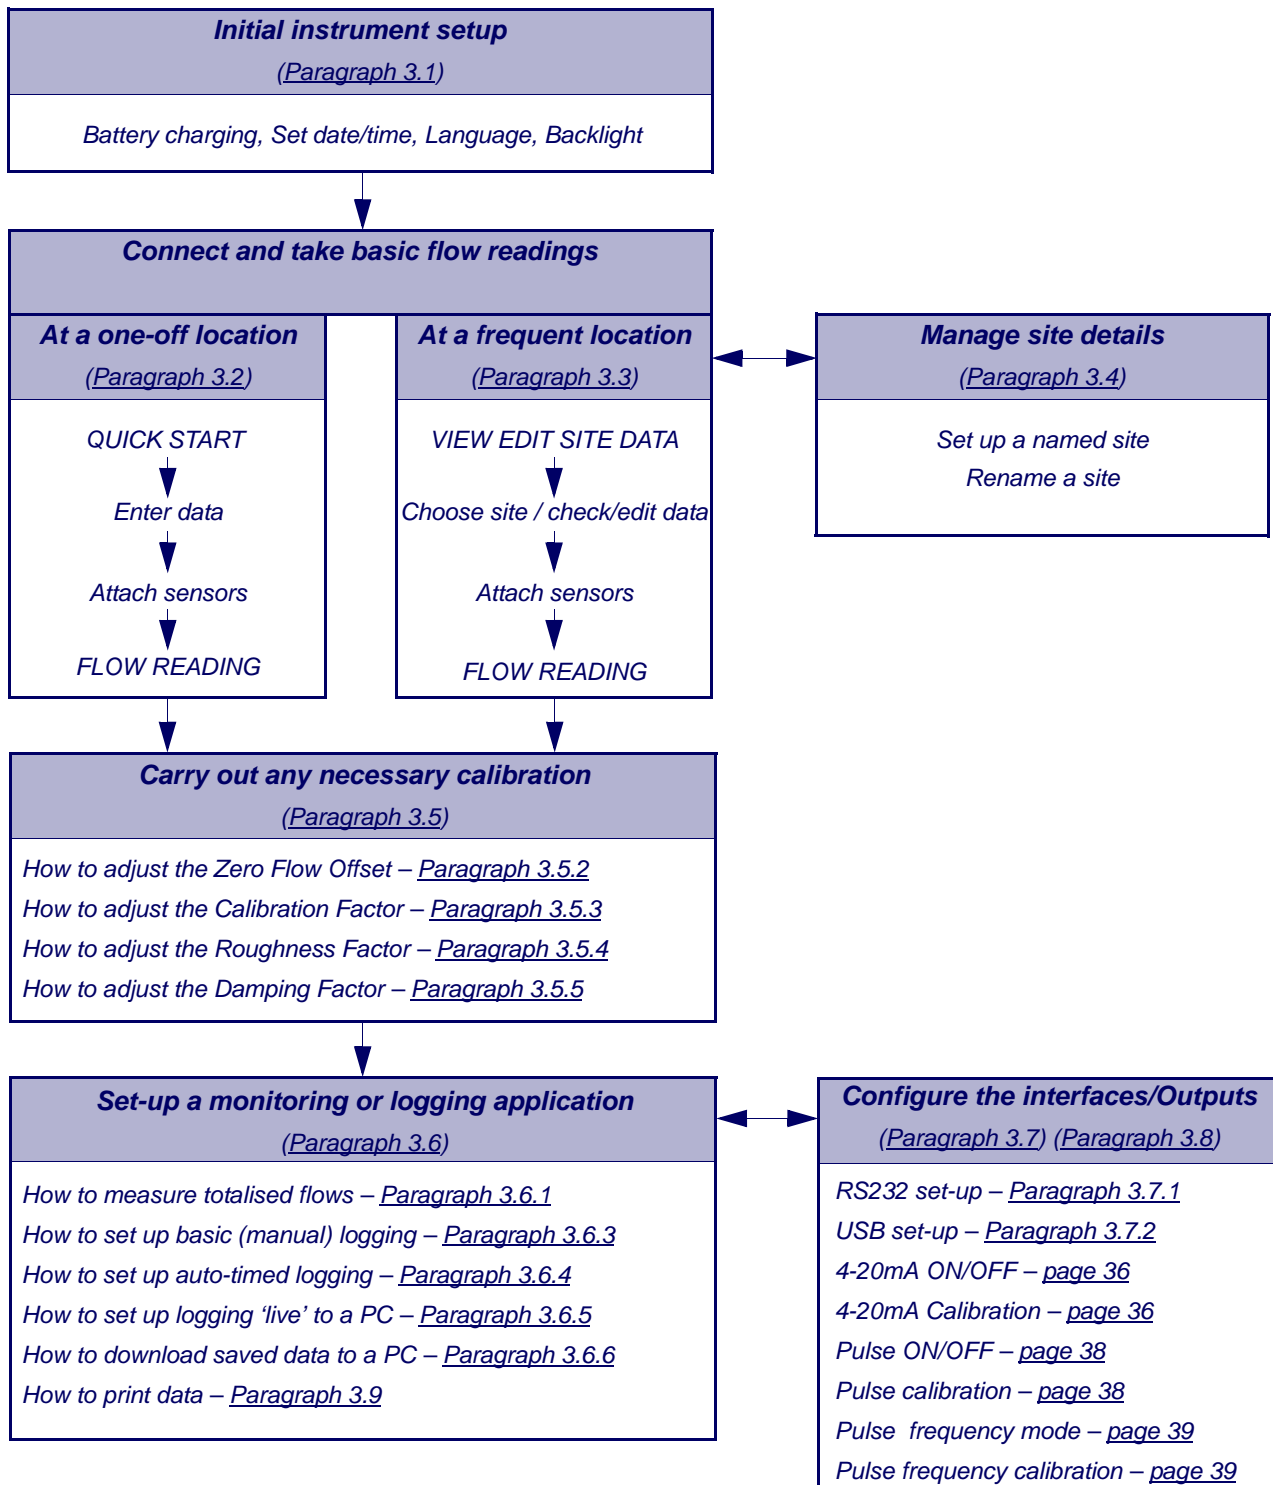 Initial instrument setup
(Paragraph 3.1)
Battery charging, Set date/time, Language, Backlight
Connect and take basic flow readings
At a one-off location
(Paragraph 3.2)
QUICK START
Enter data
Attach sensors
FLOW READING
At a frequent location
(Paragraph 3.3)
VIEW EDIT SITE DATA
Choose site / check/edit data
Attach sensors
FLOW READING
Manage site details
(Paragraph 3.4)
Set up a named site
Rename a site
Carry out any necessary calibration
(Paragraph 3.5)
How to adjust the Zero Flow Offset – Paragraph 3.5.2
How to adjust the Calibration Factor – Paragraph 3.5.3
How to adjust the Roughness Factor – Paragraph 3.5.4
How to adjust the Damping Factor – Paragraph 3.5.5
Set-up a monitoring or logging application
(Paragraph 3.6)
How to measure totalised flows – Paragraph 3.6.1
How to set up basic (manual) logging – Paragraph 3.6.3
How to set up auto-timed logging – Paragraph 3.6.4
How to set up logging ‘live’ to a PC – Paragraph 3.6.5
How to download saved data to a PC – Paragraph 3.6.6
How to print data – Paragraph 3.9
Configure the interfaces/Outputs
(Paragraph 3.7) (Paragraph 3.8)
RS232 set-up – Paragraph 3.7.1
USB set-up – Paragraph 3.7.2
4-20mA ON/OFF – page 36
4-20mA Calibration – page 36
Pulse ON/OFF – page 38
Pulse calibration – page 38
Pulse frequency mode – page 39
Pulse frequency calibration – page 39